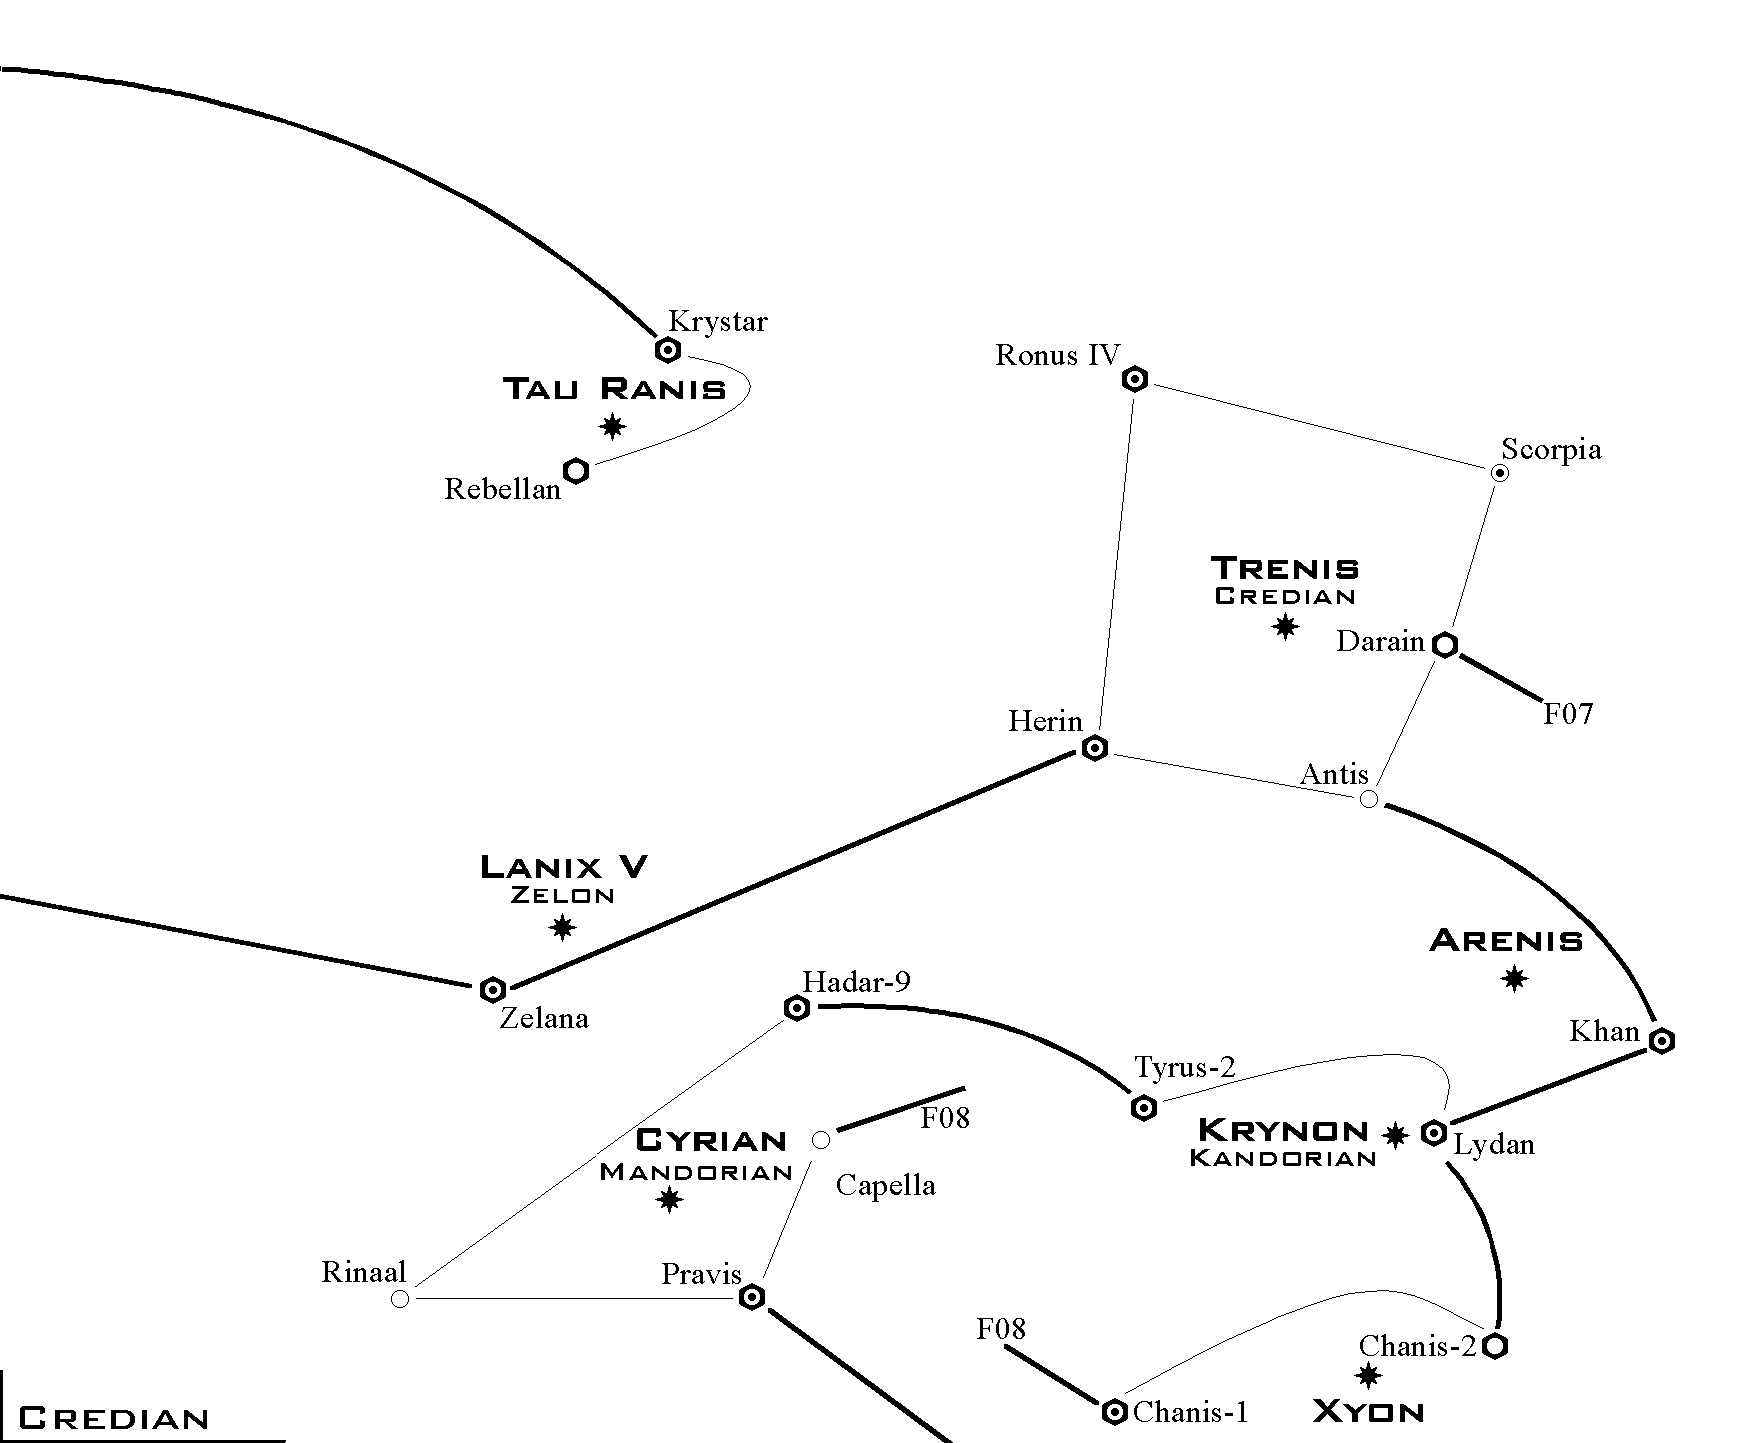 Krystar
TAU RANIS
Rebellan
Ronus IV
Scorpia
TRENIS
CREDIAN
Darain
F07
Herin
Antis
LANIX V
ZELON
Zelana
ARENIS
Hadar-9
Khan
Tyrus-2
F08
CYRIAN
MANDORIAN
KRYNON
KANDORIAN
Lydan
Capella
Rinaal
Pravis
F08
Chanis-2
Chanis-1
XYON
CREDIAN